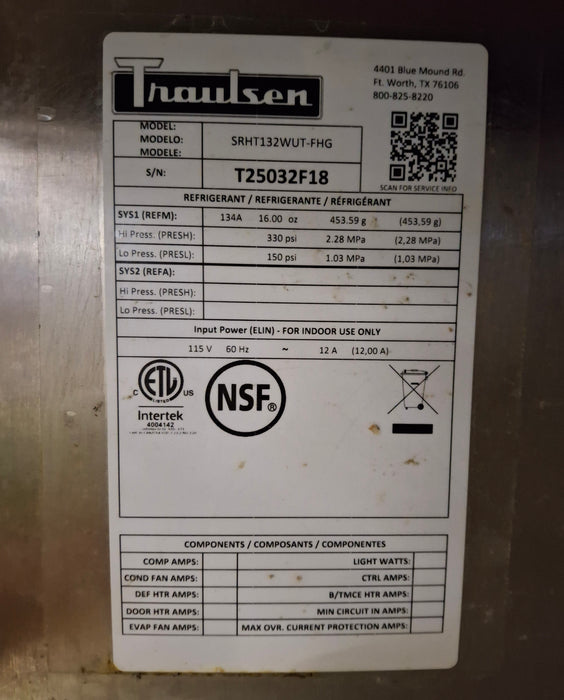 Traulsen
4401 Blue Mound Rd.
Ft. Worth, TX 76106
800-825-8220
MODEL:
MODELO:
MODELE:
SRHT132WUT-FHG
S/N:
T25032F18
SCAN FOR SERVICE INFO
REFRIGERANT / REFRIGERANTE / RÉFRIGÉRANT
SYS1 (REFM): 134A 16.00 oz 453.59 g (453,59 g)
Hi Press. (PRESH): 330 psi 2.28 MPa (2,28 MPa)
Lo Press. (PRESL): 150 psi 1.03 MPa (1,03 MPa)
SYS2 (REFA):
Hi Press. (PRESH):
Lo Press. (PRESL):
Input Power (ELIN) - FOR INDOOR USE ONLY
115 V 60 Hz ~ 12 A (12,00 A)
C ETL US
LISTED
Intertek
4004142
NSF®
COMPONENTS / COMPOSANTS / COMPONENTES
COMP AMPS: LIGHT WATTS:
COND FAN AMPS: CTRL AMPS:
DEF HTR AMPS: B/TMCE HTR AMPS:
DOOR HTR AMPS: MIN CIRCUIT IN AMPS:
EVAP FAN AMPS: MAX OVR. CURRENT PROTECTION AMPS: